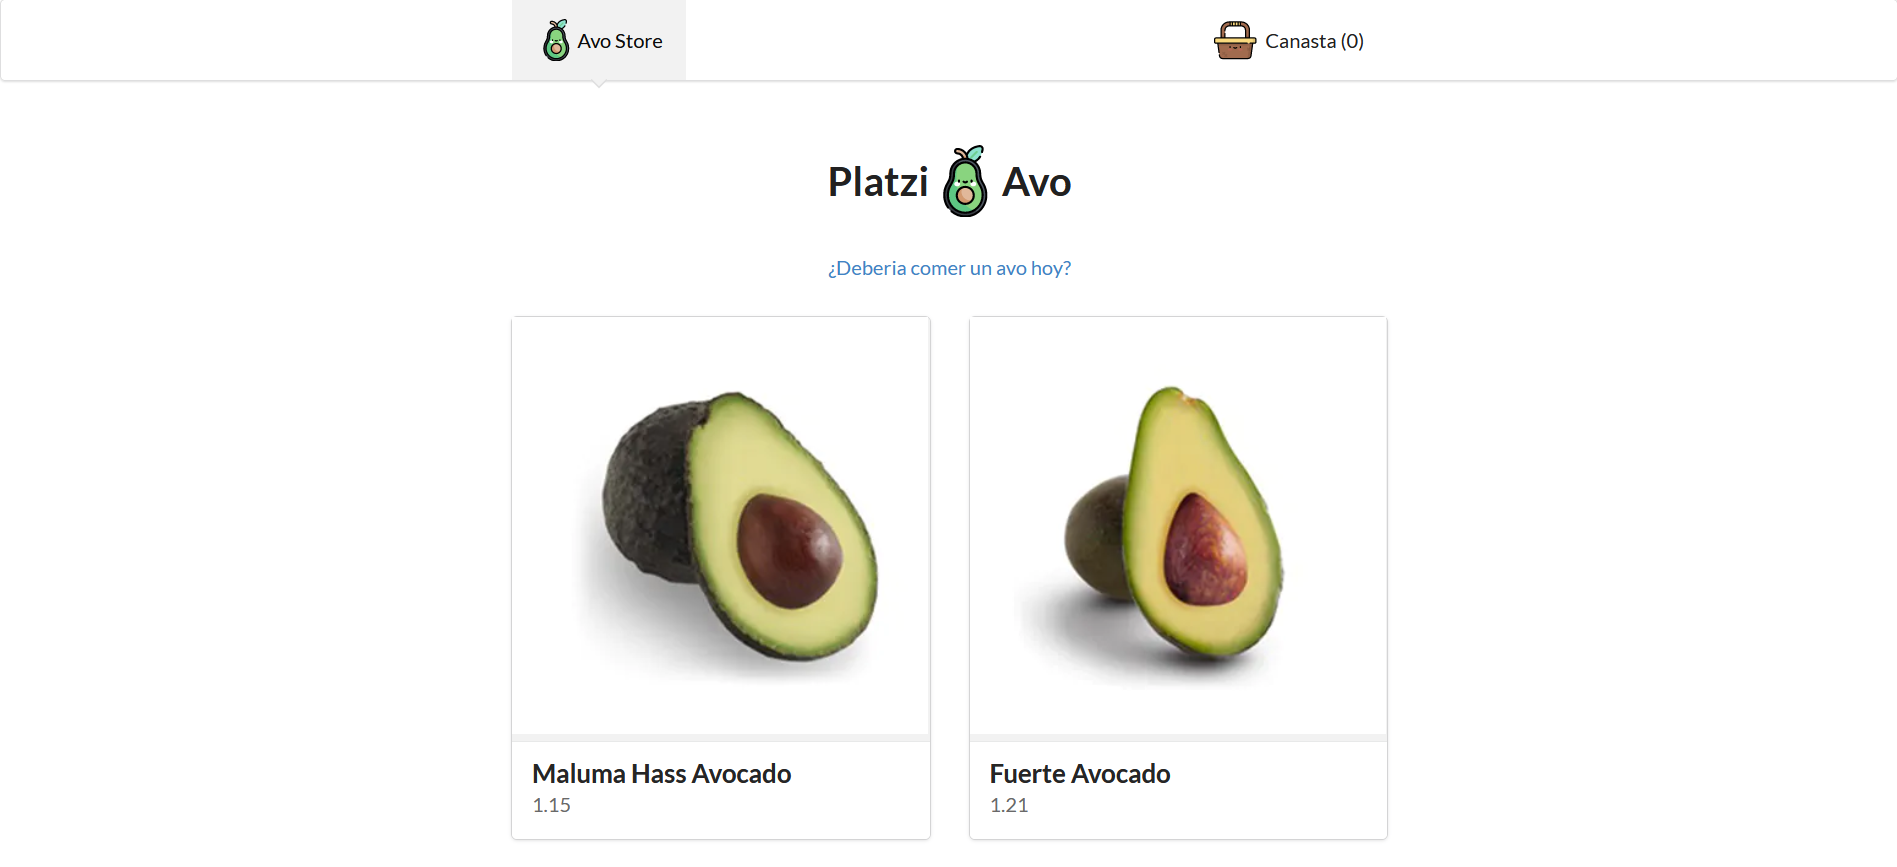 Avo Store
Canasta (0)
Platzi Avo
¿Deberia comer un avo hoy?
Maluma Hass Avocado
1.15
Fuerte Avocado
1.21